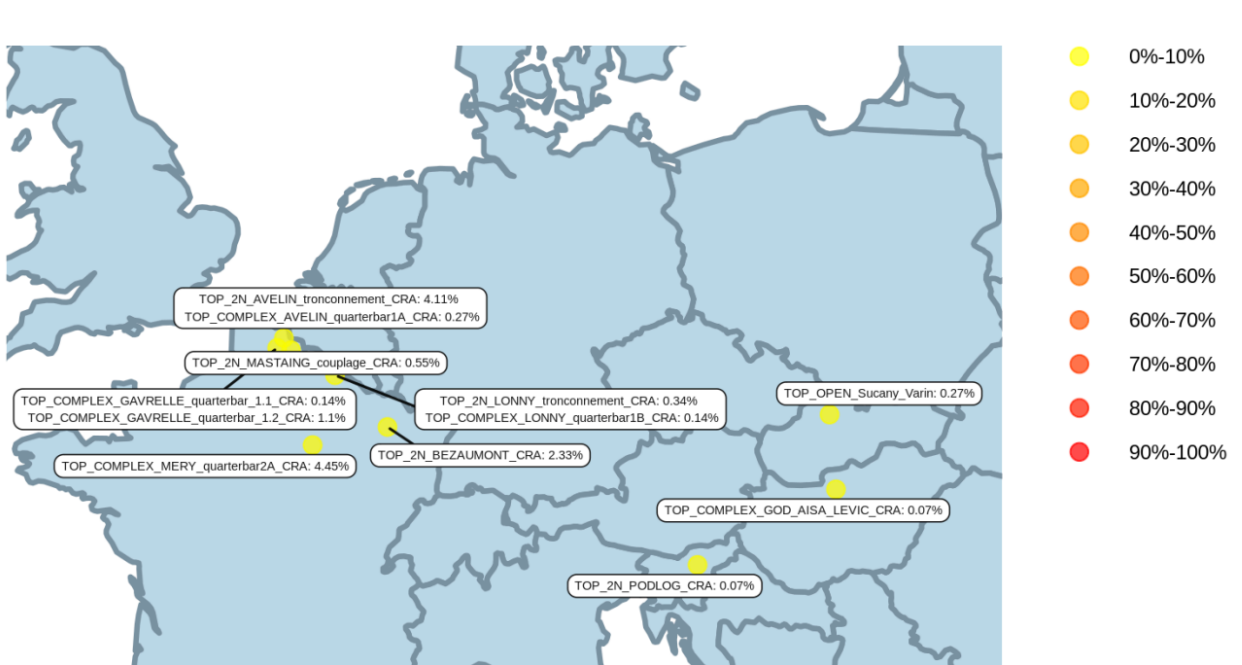 0%-10%
10%-20%
20%-30%
30%-40%
40%-50%
50%-60%
60%-70%
70%-80%
80%-90%
90%-100%
TOP_2N_AVELIN_tronconnement_CRA: 4.11%
TOP_COMPLEX_AVELIN_quarterbar1A_CRA: 0.27%
TOP_2N_MASTAING_couplage_CRA: 0.55%
TOP_COMPLEX_GAVRELLE_quarterbar_1.1_CRA: 0.14%
TOP_COMPLEX_GAVRELLE_quarterbar_1.2_CRA: 1.1%
TOP_2N_LONNY_tronconnement_CRA: 0.34%
TOP_COMPLEX_LONNY_quarterbar1B_CRA: 0.14%
TOP_OPEN_Sucany_Varin: 0.27%
TOP_COMPLEX_MERY_quarterbar2A_CRA: 4.45%
TOP_2N_BEZAUMONT_CRA: 2.33%
TOP_COMPLEX_GOD_AISA_LEVIC_CRA: 0.07%
TOP_2N_PODLOG_CRA: 0.07%